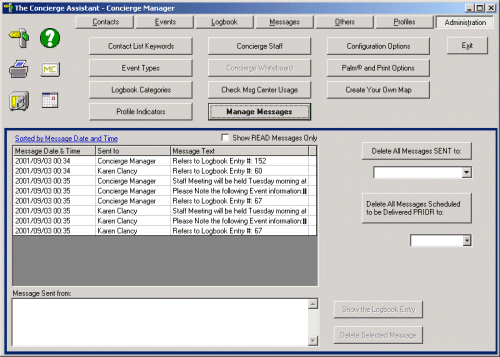 The Concierge Assistant - Concierge Manager
Contacts Events Logbook Messages Others Profiles Administration
Contact List Keywords Concierge Staff Configuration Options Exit
Event Types Concierge Whiteboard Palm® and Print Options
MC
Logbook Categories Check Msg Center Usage Create Your Own Map
Profile Indicators Manage Messages
Sorted by Message Date and Time Show READ Messages Only
Message Date & Time Sent to Message Text
2001/09/03 00:34 Concierge Manager Refers to Logbook Entry #: 152
2001/09/03 00:34 Karen Clancy Refers to Logbook Entry #: 60
2001/09/03 00:35 Concierge Manager Staff Meeting will be held Tuesday morning at
2001/09/03 00:35 Concierge Manager Please Note the following Event information:
2001/09/03 00:35 Concierge Manager Refers to Logbook Entry #: 67
2001/09/03 00:35 Karen Clancy Staff Meeting will be held Tuesday morning at
2001/09/03 00:35 Karen Clancy Please Note the following Event information:
2001/09/03 00:35 Karen Clancy Refers to Logbook Entry #: 67
Delete All Messages SENT to:
Delete All Messages Scheduled
to be Delivered PRIOR to:
Message Sent from:
Show the Logbook Entry
Delete Selected Message